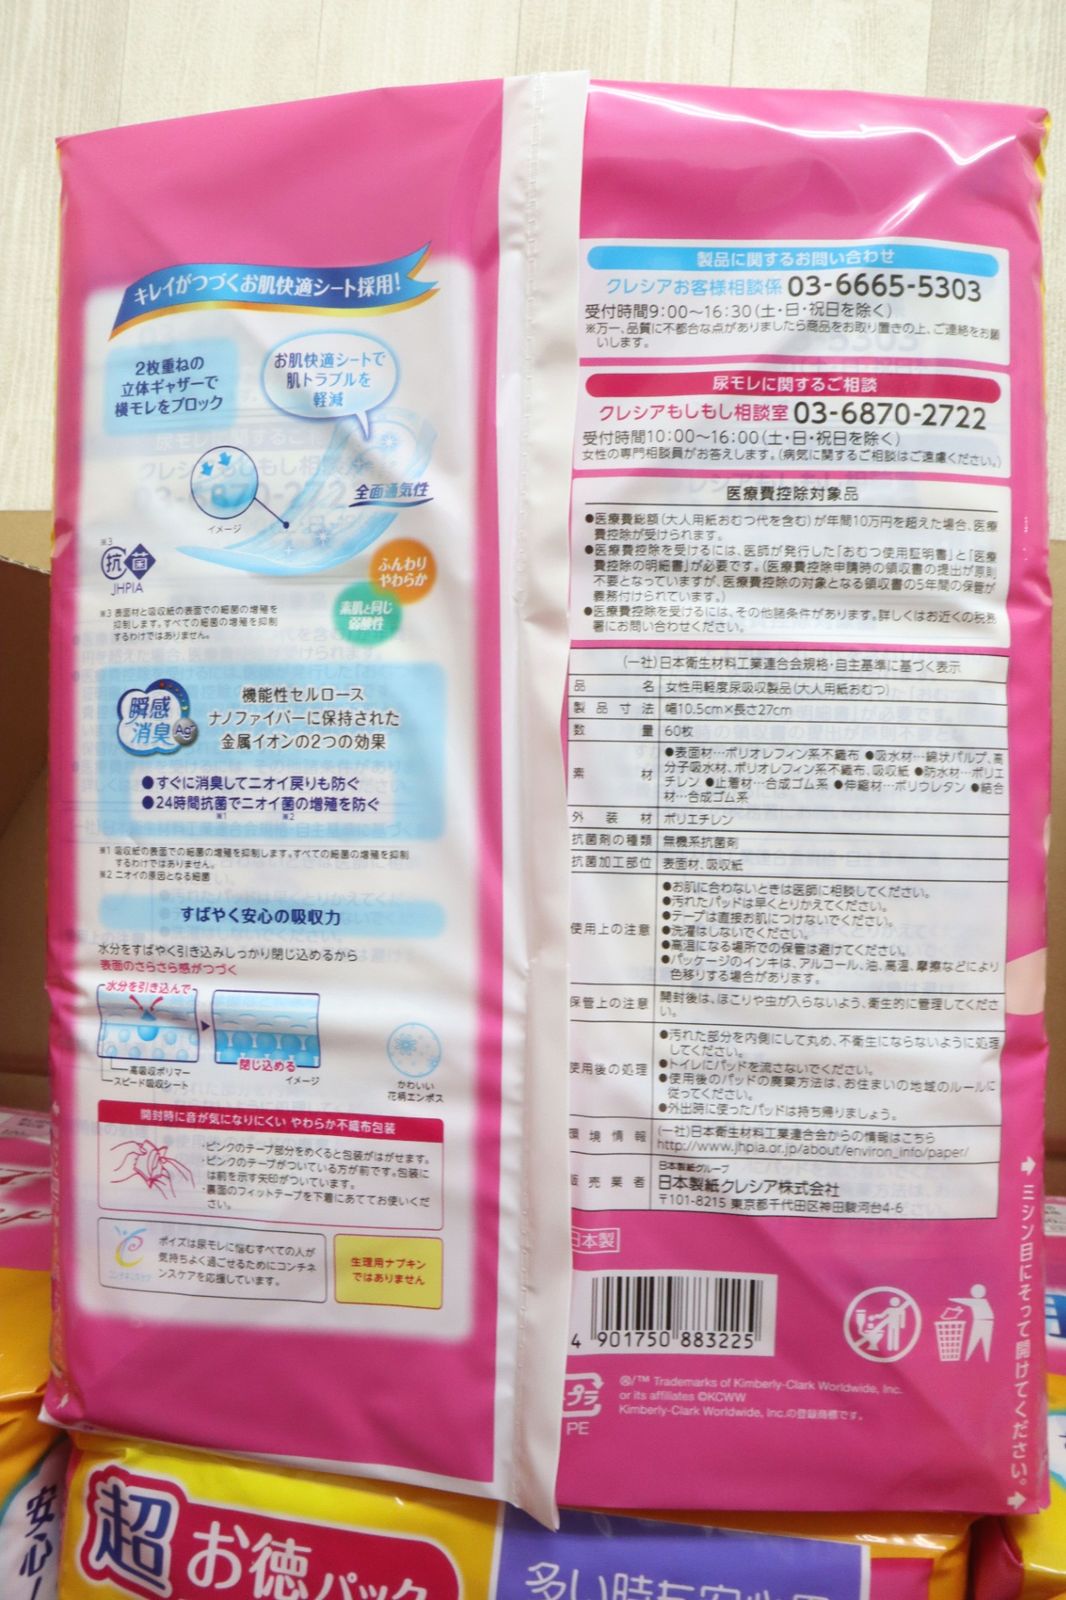 キレイがつづくお肌快適シート採用!
2枚重ねの
立体ギャザーで
横モレをブロック
お肌快適シートで
肌トラブルを
軽減
全面通気性
イメージ
※3
抗菌
JHPIA
ふんわり
やわらか
素肌と同じ
弱酸性
※3 表面材と吸収紙の表面での細菌の増殖を
抑制します。すべての細菌の増殖を抑制
するわけではありません。
瞬感
消臭Ag+
機能性セルロース
ナノファイバーに保持された
金属イオンの2つの効果
●すぐに消臭してニオイ戻りも防ぐ
●24時間抗菌でニオイ菌の増殖を防ぐ
※1 ※2
※1 吸収紙の表面での細菌の増殖を抑制します。すべての細菌の増殖を抑制
するわけではありません。
※2 ニオイの原因となる細菌
すばやく安心の吸収力
水分をすばやく引き込みしっかり閉じ込めるから
表面のさらさら感がつづく
水分を引き込んで
閉じ込める
高吸収ポリマー
スピード吸収シート
イメージ
かわいい
花柄エンボス
開封時に音が気になりにくい やわらか不織布包装
・ピンクのテープ部分をめくると包装がはがせます。
・ピンクのテープがついている方が前です。包装に
は前を示す矢印がついています。
・裏面のフィットテープを下着にあててお使いくだ
さい。
コンチネンスケア
ポイズは尿モレに悩むすべての人が
気持ちよく過ごせるためにコンチネ
ンスケアを応援しています。
生理用ナプキン
ではありません
製品に関するお問い合わせ
クレシアお客様相談係 03-6665-5303
受付時間9:00〜16:30(土・日・祝日を除く)
※万一、品質に不都合な点がありましたら商品をお取り置きの上、ご連絡をお願
いします。
尿モレに関するご相談
クレシアもしもし相談室 03-6870-2722
受付時間10:00〜16:00(土・日・祝日を除く)
女性の専門相談員がお答えします。(病気に関するご相談はご遠慮ください。)
医療費控除対象品
●医療費総額(大人用紙おむつ代を含む)が年間10万円を超えた場合、医療
費控除が受けられます。
●医療費控除を受けるには、医師が発行した「おむつ使用証明書」と「医療
費控除の明細書」が必要です。(医療費控除申請時の領収書の提出が原則
不要となっていますが、医療費控除の対象となる領収書の5年間の保管が
義務付けられています。)
●医療費控除を受けるには、その他諸条件があります。詳しくはお近くの税務
署にお問い合わせください。
(一社)日本衛生材料工業連合会規格・自主基準に基づく表示
品名 女性用軽度尿吸収製品(大人用紙おむつ)
製品寸法 幅10.5cm×長さ27cm
数量 60枚
素材 ●表面材…ポリオレフィン系不織布 ●吸水材…綿状パルプ、高
分子吸水材、ポリオレフィン系不織布、吸収紙 ●防水材…ポリエ
チレン ●止着材…合成ゴム系 ●伸縮材…ポリウレタン ●結合
材…合成ゴム系
外装材 ポリエチレン
抗菌剤の種類 無機系抗菌剤
抗菌加工部位 表面材、吸収紙
使用上の注意 ●お肌に合わないときは医師に相談してください。
●汚れたパッドは早くとりかえてください。
●テープは直接お肌につけないでください。
●洗濯はしないでください。
●高温になる場所での保管は避けてください。
●パッケージのインキは、アルコール、油、高温、摩擦などにより
色移りする場合があります。
保管上の注意 開封後は、ほこりや虫が入らないよう、衛生的に管理してくださ
い。
使用後の処理 ●汚れた部分を内側にして丸め、不衛生にならないように処理
してください。
●トイレにパッドを流さないでください。
●使用後のパッドの廃棄方法は、お住まいの地域のルールに
従ってください。
●外出時に使ったパッドは持ち帰りましょう。
環境情報 (一社)日本衛生材料工業連合会からの情報はこちら
http://www.jhpia.or.jp/about/environ_info/paper/
販売業者 日本製紙グループ
日本製紙クレシア株式会社
〒101-8215 東京都千代田区神田駿河台4-6
日本製
4 901750 883225
プラ
PE
®/™ Trademarks of Kimberly-Clark Worldwide, Inc.
or its affiliates ©KCWW
Kimberly-Clark Worldwide, Inc.の登録商標です。
→ミシン目にそって開けてください。→
安心
超お徳パック
多い時も安心用